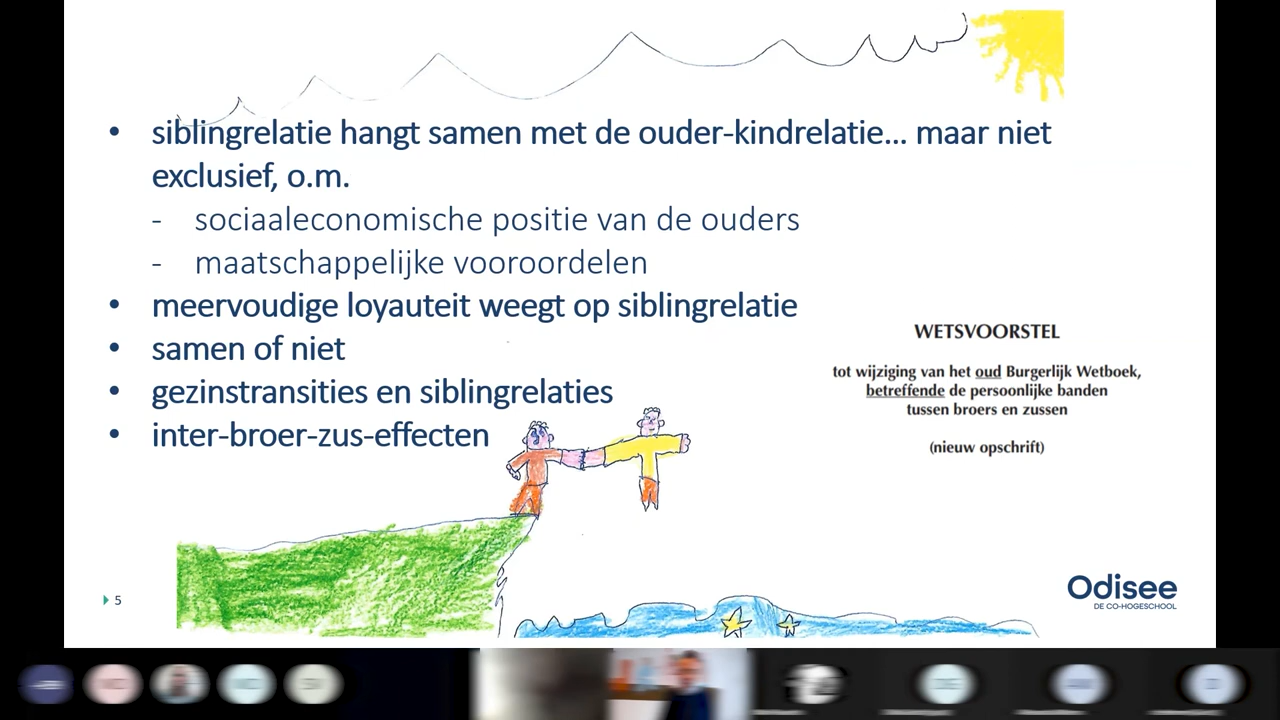 • siblingrelatie hangt samen met de ouder-kindrelatie... maar niet
exclusief, o.m.
- sociaaleconomische positie van de ouders
- maatschappelijke vooroordelen
• meervoudige loyauteit weegt op siblingrelatie
• samen of niet
• gezinstransities en siblingrelaties
• inter-broer-zus-effecten
WETSVOORSTEL
tot wijziging van het oud Burgerlijk Wetboek,
betreffende de persoonlijke banden
tussen broers en zussen
(nieuw opschrift)
5
Odisee
DE CO-HOGESCHOOL